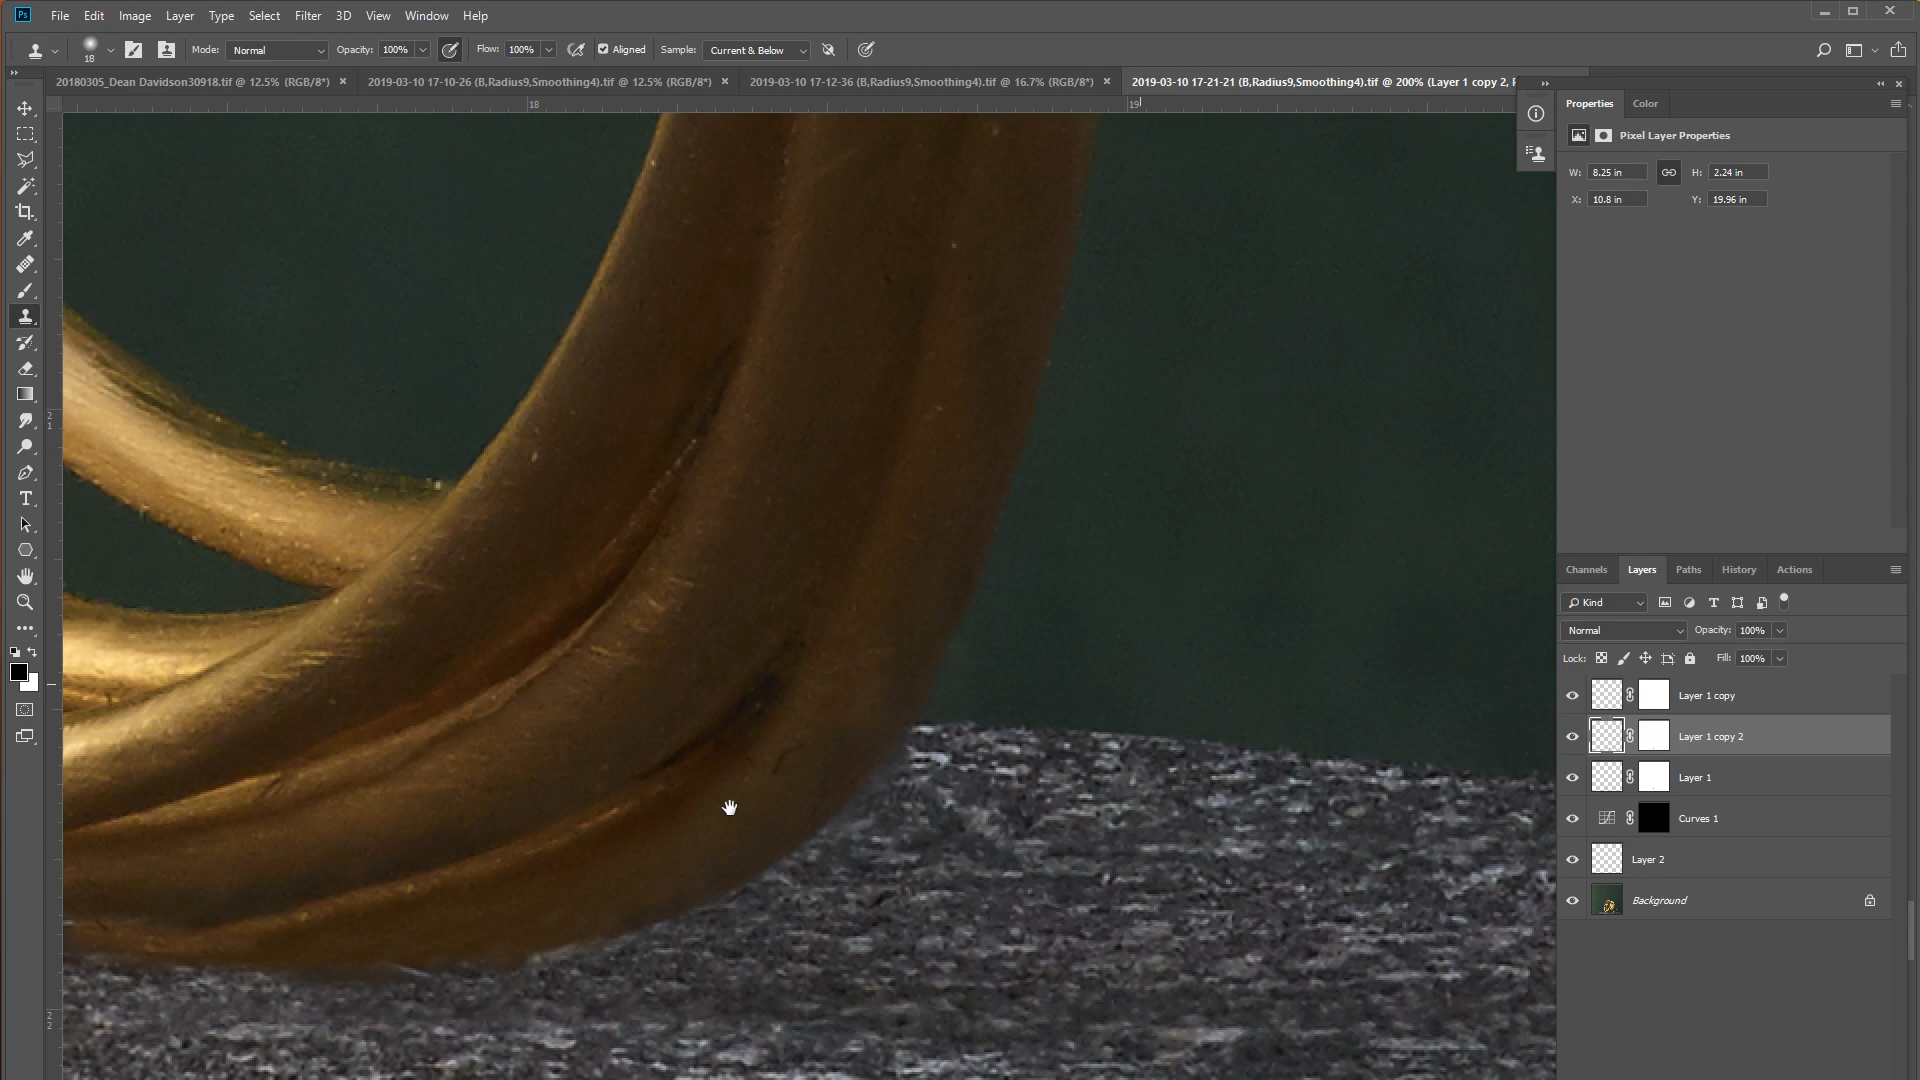 Ps File Edit Image Layer Type Select Filter 3D View Window Help
18 Mode: Normal Opacity: 100% Flow: 100% Aligned Sample: Current & Below
20180305_Dean Davidson30918.tif @ 12.5% (RGB/8*) 2019-03-10 17-10-26 (B,Radius9,Smoothing4).tif @ 12.5% (RGB/8*) 2019-03-10 17-12-36 (B,Radius9,Smoothing4).tif @ 16.7% (RGB/8*) 2019-03-10 17-21-21 (B,Radius9,Smoothing4).tif @ 200% (Layer 1 copy 2,
18 19
21
22
Properties Color
Pixel Layer Properties
W: 8.25 in H: 2.24 in
X: 10.8 in Y: 19.96 in
Channels Layers Paths History Actions
Kind
Normal Opacity: 100%
Lock: Fill: 100%
Layer 1 copy
Layer 1 copy 2
Layer 1
Curves 1
Layer 2
Background